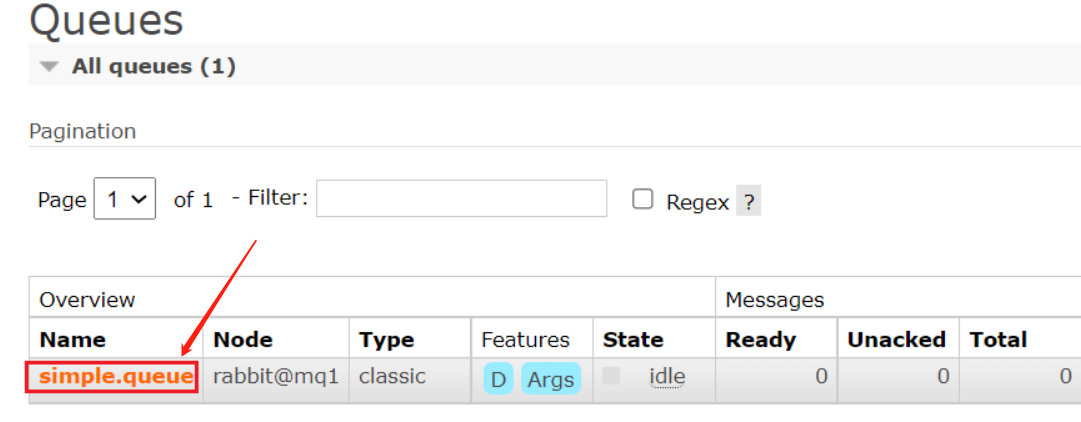 Queues
All queues (1)
Pagination
Page 1 of 1 - Filter: Regex ?
Overview Messages
Name Node Type Features State Ready Unacked Total
simple.queue rabbit@mq1 classic D Args idle 0 0 0